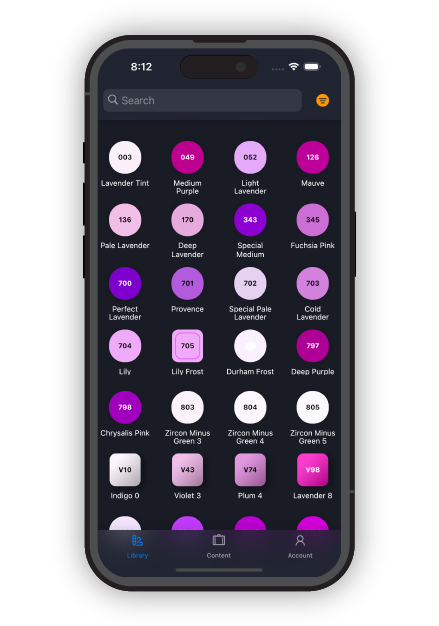 8:12
Search
003 049 052 126
Lavender Tint Medium Purple Light Lavender Mauve
136 170 343 345
Pale Lavender Deep Lavender Special Medium Fuchsia Pink
700 701 702 703
Perfect Lavender Provence Special Pale Lavender Cold Lavender
704 705 797
Lily Lily Frost Durham Frost Deep Purple
798 803 804 805
Chrysalis Pink Zircon Minus Green 3 Zircon Minus Green 4 Zircon Minus Green 5
V10 V43 V74 V98
Indigo 0 Violet 3 Plum 4 Lavender 8
Library Content Account